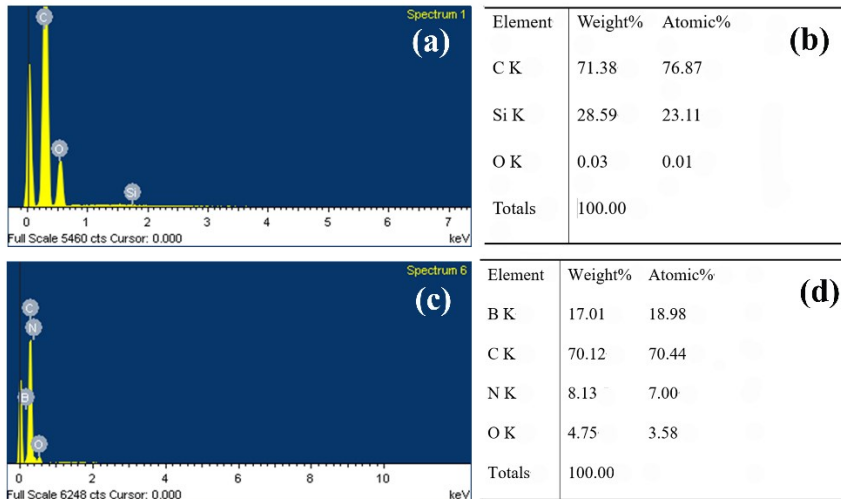 Spectrum 1
(a)
C
O
Si
0 1 2 3 4 5 6 7
Full Scale 5460 cts Cursor: 0.000 keV
(b)
Element Weight% Atomic%
C K 71.38 76.87
Si K 28.59 23.11
O K 0.03 0.01
Totals 100.00
Spectrum 6
(c)
C
N
B
O
0 2 4 6 8 10
Full Scale 6248 cts Cursor: 0.000 keV
(d)
Element Weight% Atomic%
B K 17.01 18.98
C K 70.12 70.44
N K 8.13 7.00
O K 4.75 3.58
Totals 100.00